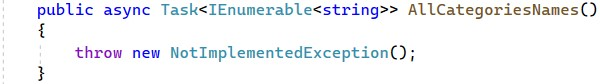 public async Task<IEnumerable<string>> AllCategoriesNames()
{
    throw new NotImplementedException();
}